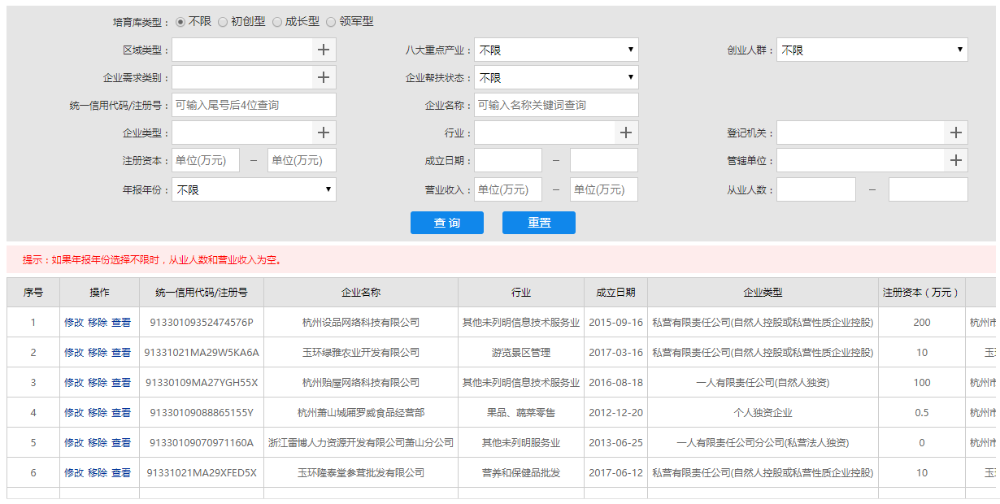 培育库类型： 不限 初创型 成长型 领军型
区域类型： + 八大重点产业： 不限 创业人群： 不限
企业需求类别： + 企业帮扶状态： 不限
统一信用代码/注册号： 可输入尾号后4位查询 企业名称： 可输入名称关键词查询
企业类型： + 行业： + 登记机关： +
注册资本： 单位(万元) – 单位(万元) 成立日期： – 管辖单位： +
年报年份： 不限 营业收入： 单位(万元) – 单位(万元) 从业人数： –
查 询 重置
提示：如果年报年份选择不限时，从业人数和营业收入为空。
序号 操作 统一信用代码/注册号 企业名称 行业 成立日期 企业类型 注册资本（万元）
1 修改 移除 查看 91330109352474576P 杭州设品网络科技有限公司 其他未列明信息技术服务业 2015-09-16 私营有限责任公司(自然人控股或私营性质企业控股) 200 杭州市
2 修改 移除 查看 91331021MA29W5KA6A 玉环绿雅农业开发有限公司 游览景区管理 2017-03-16 私营有限责任公司(自然人控股或私营性质企业控股) 10 玉
3 修改 移除 查看 91330109MA27YGH55X 杭州贻屋网络科技有限公司 其他未列明信息技术服务业 2016-08-18 一人有限责任公司(自然人独资) 100 杭州市
4 修改 移除 查看 91330109088865155Y 杭州萧山城厢罗威食品经营部 果品、蔬菜零售 2012-12-20 个人独资企业 0.5 杭州市
5 修改 移除 查看 91330109070971160A 浙江雷博人力资源开发有限公司萧山分公司 其他未列明服务业 2013-06-25 一人有限责任公司分公司(私营法人独资) 0 杭州市
6 修改 移除 查看 91331021MA29XFED5X 玉环隆泰堂参茸批发有限公司 营养和保健品批发 2017-06-12 私营有限责任公司(自然人控股或私营性质企业控股) 10 玉